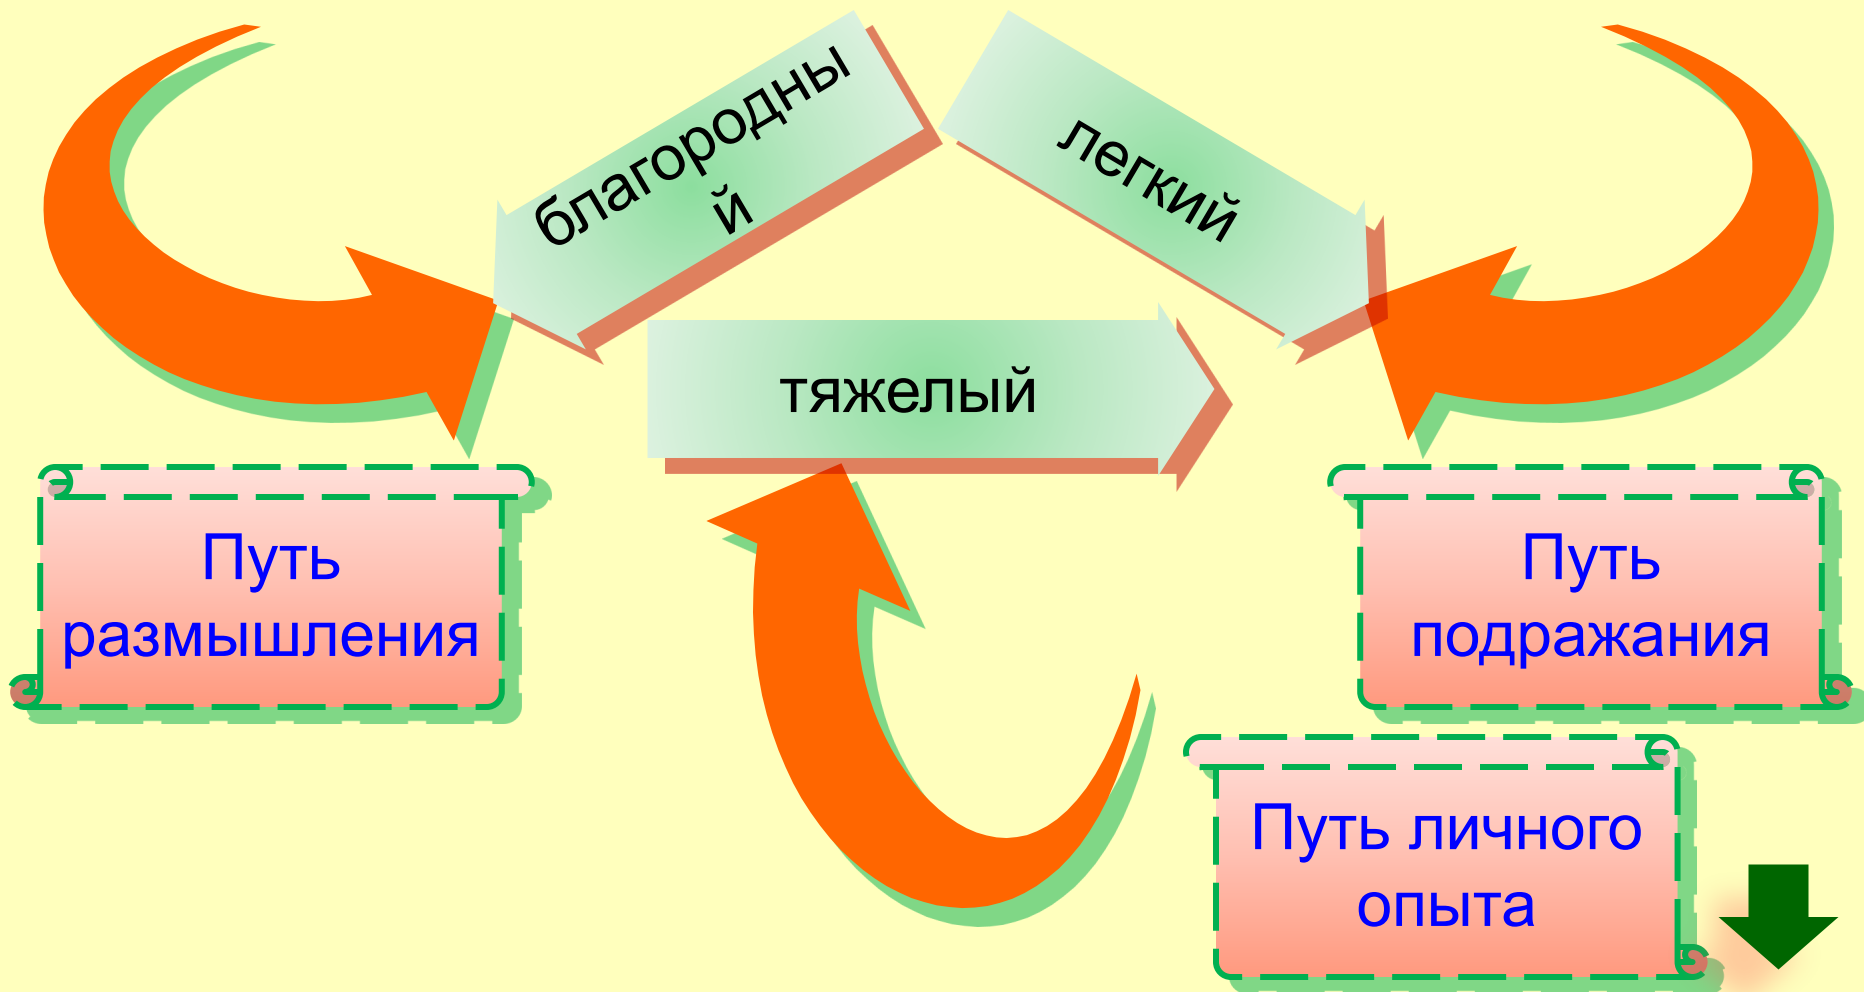 благородны
й
легкий
тяжелый
Путь
размышления
Путь
подражания
Путь личного
опыта